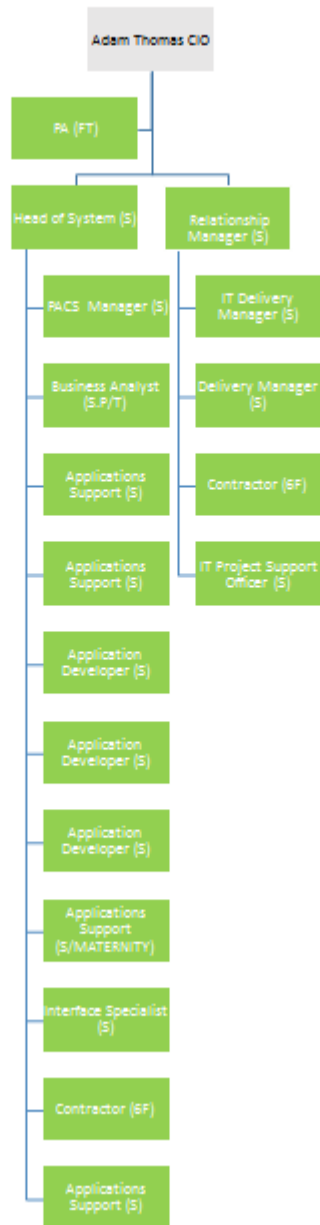 Adam Thomas CIO
PA (FT)
Head of System (S)
Relationship
Manager (S)
PACS Manager (S)
Business Analyst
(S.P/T)
Applications
Support (S)
Applications
Support (S)
Application
Developer (S)
Application
Developer (S)
Application
Developer (S)
Applications
Support
(S/MATERNITY)
Interface Specialist
(S)
Contractor (6F)
Applications
Support (S)
IT Delivery
Manager (S)
Delivery Manager
(S)
Contractor (6F)
IT Project Support
Officer (S)